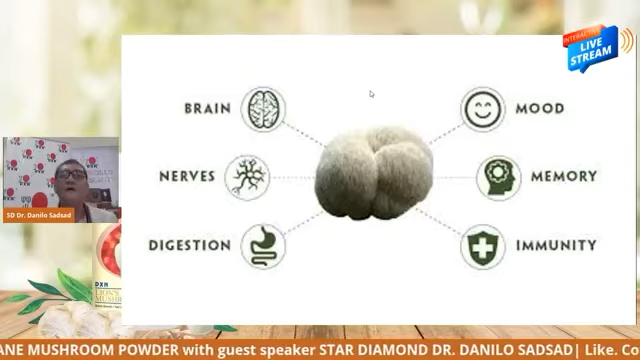 INTERACTIVE
LIVE
STREAM
BRAIN
MOOD
NERVES
MEMORY
DIGESTION
IMMUNITY
SD Dr. Danilo Sadsad
DXN
LION'S
ANE MUSHROOM POWDER with guest speaker STAR DIAMOND DR. DANILO SADSAD| Like. Co